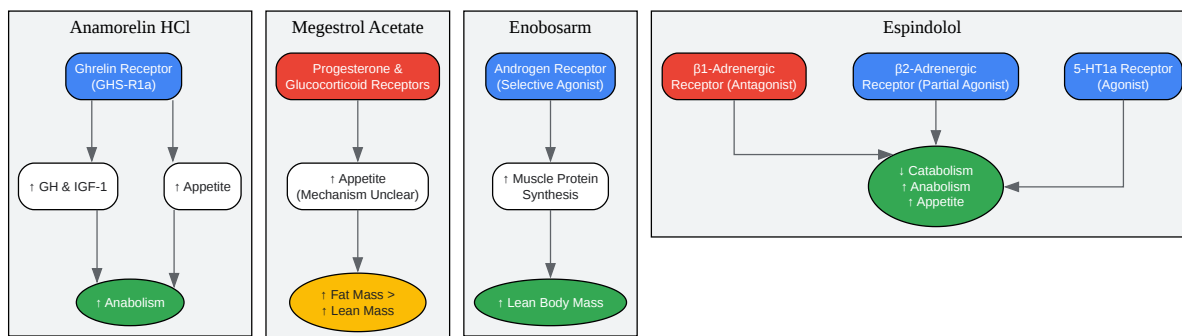 Anamorelin HCl
Ghrelin Receptor
(GHS-R1a)
↑ GH & IGF-1
↑ Appetite
↑ Anabolism
Megestrol Acetate
Progesterone &
Glucocorticoid Receptors
↑ Appetite
(Mechanism Unclear)
↑ Fat Mass >
↑ Lean Mass
Enobosarm
Androgen Receptor
(Selective Agonist)
↑ Muscle Protein
Synthesis
↑ Lean Body Mass
Espindolol
β1-Adrenergic
Receptor (Antagonist)
β2-Adrenergic
Receptor (Partial Agonist)
5-HT1a Receptor
(Agonist)
↓ Catabolism
↑ Anabolism
↑ Appetite